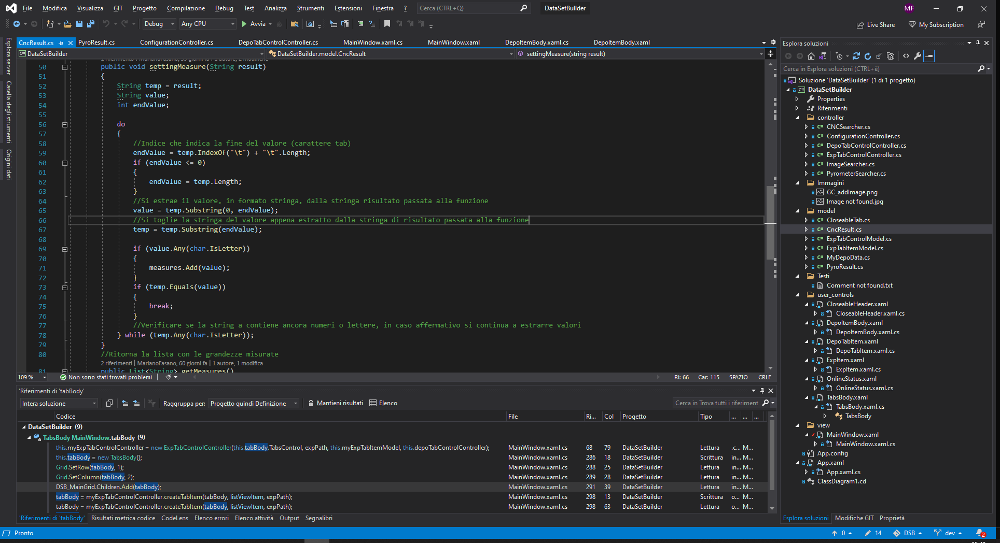 File Modifica Visualizza GIT Progetto Compilazione Debug Test Analizza Strumenti Estensioni Finestra ? Cerca (CTRL+Q) DataSetBuilder MF
Debug Any CPU Avvia Live Share My Subscription
CncResult.cs PyroResult.cs ConfigurationController.cs DepoTabControlController.cs MainWindow.xaml.cs MainWindow.xaml DepoItemBody.xaml.cs DepoItemBody.xaml
DataSetBuilder DataSetBuilder.model.CncResult settingMeasure(string result)
Esplora server
Casella degli strumenti
Origini dati
50 public void settingMeasure(String result)
51 {
52 String temp = result;
53 String value;
54 int endValue;
55
56 do
57 {
58 //Indice che indica la fine del valore (carattere tab)
59 endValue = temp.IndexOf("\t") + "\t".Length;
60 if (endValue <= 0)
61 {
62 endValue = temp.Length;
63 }
64 //Si estrae il valore, in formato stringa, dalla stringa risultato passata alla funzione
65 value = temp.Substring(0, endValue);
66 //Si toglie la stringa del valore appena estratto dalla stringa di risultato passata alla funzione
67 temp = temp.Substring(endValue);
68
69 if (value.Any(char.IsLetter))
70 {
71 measures.Add(value);
72 }
73 if (temp.Equals(value))
74 {
75 break;
76 }
77 //Verificare se la string a contiene ancora numeri o lettere, in caso affermativo si continua a estrarre valori
78 } while (temp.Any(char.IsLetter));
79 }
80 //Ritorna la lista con le grandezze misurate
2 riferimenti | MarianoFasano, 60 giorni fa | 1 autore, 1 modifica
81 public List<String> getMeasures()
109 % Non sono stati trovati problemi Ri: 66 Car: 115 SPAZIO CRLF
'Riferimenti di 'tabBody'
Intera soluzione Raggruppa per: Progetto quindi Definizione Mantieni risultati Elenco Cerca in Trova tutti i riferiment
Codice File Ri... Col Progetto Tipo ... ... ...
DataSetBuilder (9)
TabsBody MainWindow.tabBody (9)
this.myExpTabControlController = new ExpTabControlController(this.tabBody.TabsControl, expPath, this.myExpTabItemModel, this.depoTabControlController); MainWindow.xaml.cs 68 79 DataSetBuilder Lettura .c... M...
this.tabBody = new TabsBody(); MainWindow.xaml.cs 286 18 DataSetBuilder Scrittura in... M...
Grid.SetRow(tabBody, 1); MainWindow.xaml.cs 288 25 DataSetBuilder Lettura in... M...
Grid.SetColumn(tabBody, 2); MainWindow.xaml.cs 289 28 DataSetBuilder Lettura in... M...
DSB_MainGrid.Children.Add(tabBody); MainWindow.xaml.cs 291 39 DataSetBuilder Lettura in... M...
tabBody = myExpTabControlController.createTabItem(tabBody, listViewItem, expPath); MainWindow.xaml.cs 298 13 DataSetBuilder Scrittura o... M...
tabBody = myExpTabControlController.createTabItem(tabBody, listViewItem, expPath); MainWindow.xaml.cs 298 63 DataSetBuilder Lettura o... M...
'Riferimenti di 'tabBody' Risultati metrica codice CodeLens Elenco errori Elenco attività Output Segnalibri
Esplora soluzioni
Cerca in Esplora soluzioni (CTRL+è)
Soluzione 'DataSetBuilder' (1 di 1 progetto)
DataSetBuilder
Properties
Riferimenti
controller
CNCSearcher.cs
ConfigurationController.cs
DepoTabControlController.cs
ExpTabControlController.cs
ImageSearcher.cs
PyrometerSearcher.cs
Immagini
GC_addImage.png
Image not found.jpg
model
CloseableTab.cs
CncResult.cs
ExpTabControlModel.cs
ExpTabItemModel.cs
MyDepoData.cs
PyroResult.cs
Testi
Comment not found.txt
user_controls
CloseableHeader.xaml
CloseableHeader.xaml.cs
DepoItemBody.xaml
DepoItemBody.xaml.cs
DepoTabItem.xaml
DepoTabItem.xaml.cs
ExpItem.xaml
ExpItem.xaml.cs
OnlineStatus.xaml
OnlineStatus.xaml.cs
TabsBody.xaml
TabsBody.xaml.cs
TabsBody
view
MainWindow.xaml
MainWindow.xaml.cs
App.config
App.xaml
App.xaml.cs
ClassDiagram1.cd
Esplora soluzioni Modifiche GIT Proprietà
Pronto 0 14 DSB dev 2